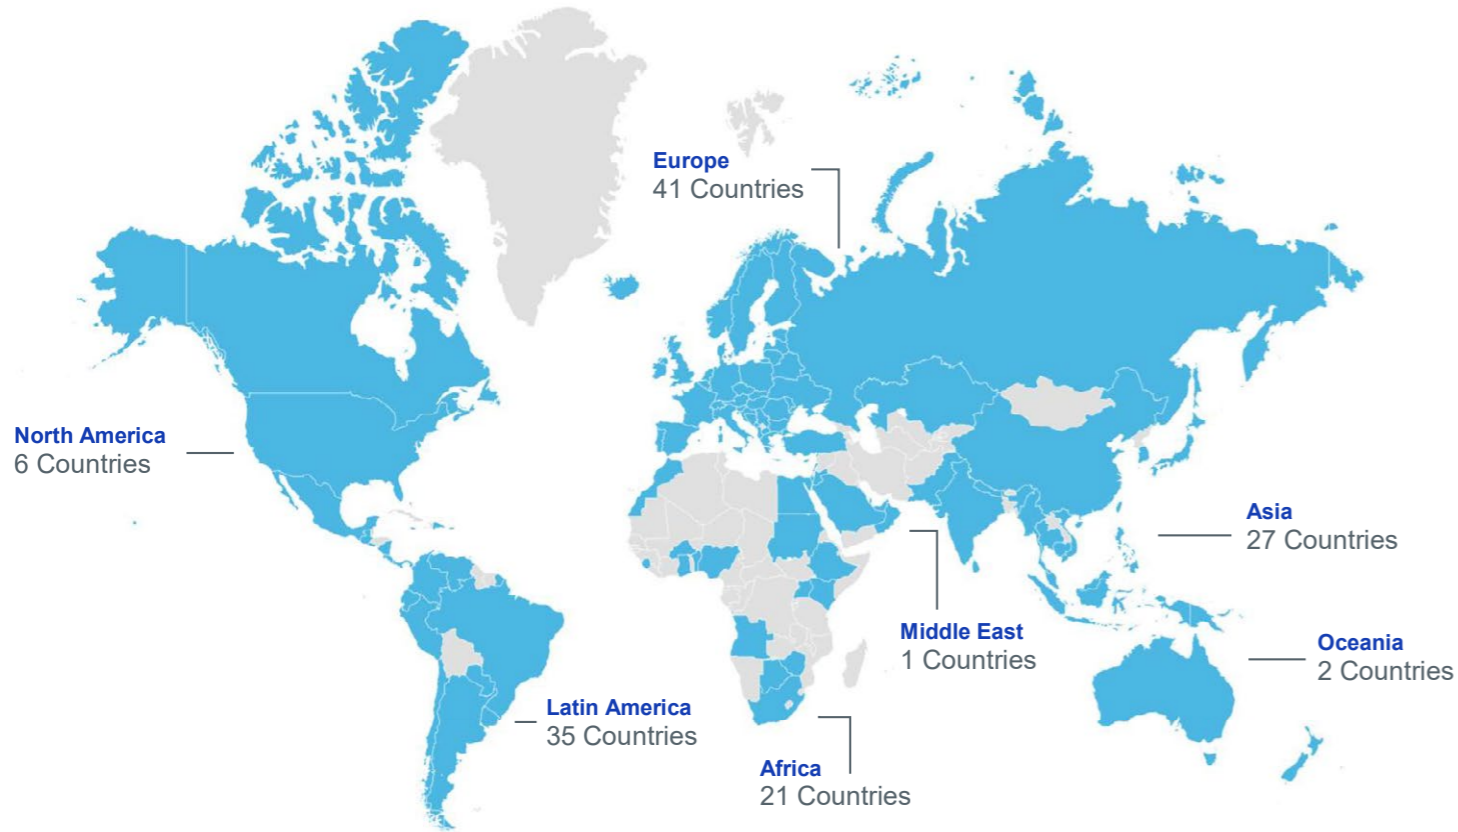 Europe
41 Countries
North America
6 Countries
Asia
27 Countries
Middle East
1 Countries
Oceania
2 Countries
Latin America
35 Countries
Africa
21 Countries